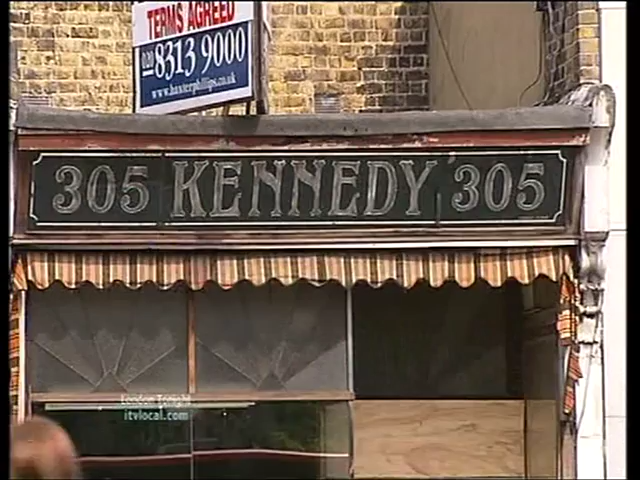 TERMS AGREED
020 8313 9000
www.baxterphillips.co.uk
305 KENNEDY 305
London Tonight
itvlocal.com